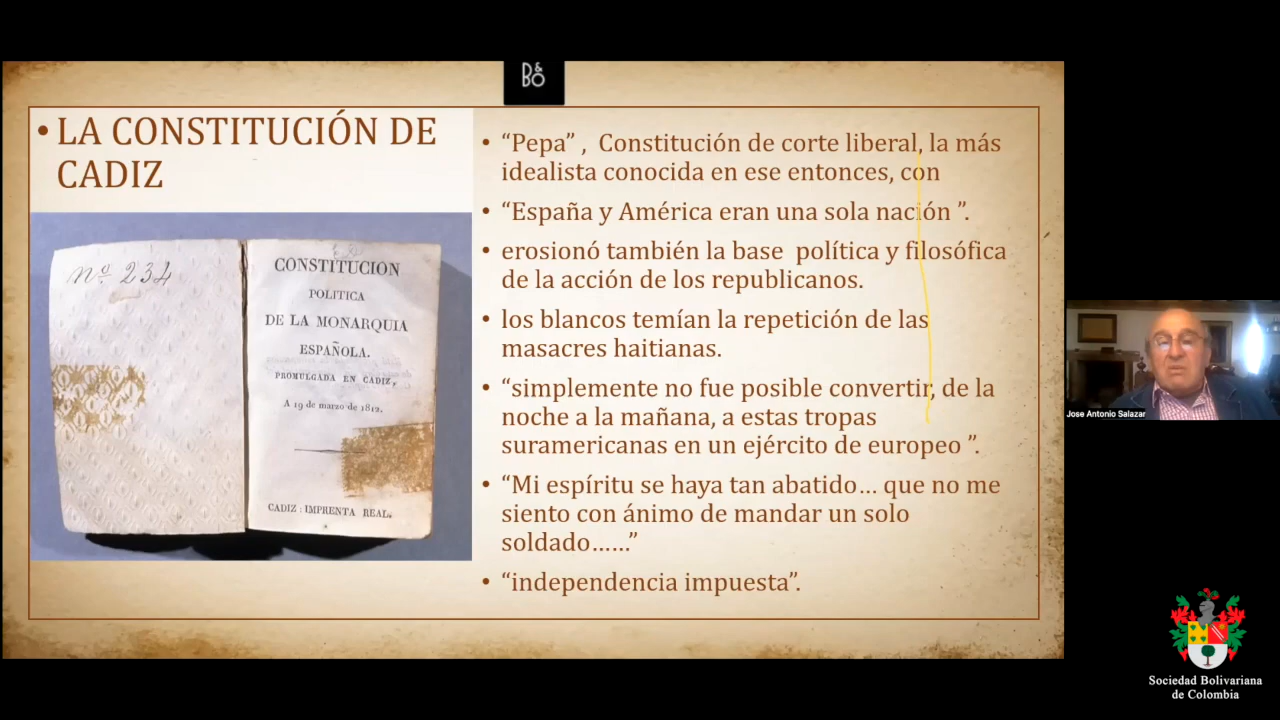 B&O
• LA CONSTITUCIÓN DE
CADIZ
nº. 234
CONSTITUCION
POLITICA
DE LA MONARQUIA
ESPAÑOLA.
PROMULGADA EN CADIZ,
A 19 de marzo de 1812.
CADIZ: IMPRENTA REAL.
• “Pepa” , Constitución de corte liberal, la más
idealista conocida en ese entonces, con
• “España y América eran una sola nación ”.
• erosionó también la base política y filosófica
de la acción de los republicanos.
• los blancos temían la repetición de las
masacres haitianas.
• “simplemente no fue posible convertir, de la
noche a la mañana, a estas tropas
suramericanas en un ejército de europeo ”.
• “Mi espíritu se haya tan abatido... que no me
siento con ánimo de mandar un solo
soldado......”
• “independencia impuesta”.
Jose Antonio Salazar
Sociedad Bolivariana
de Colombia